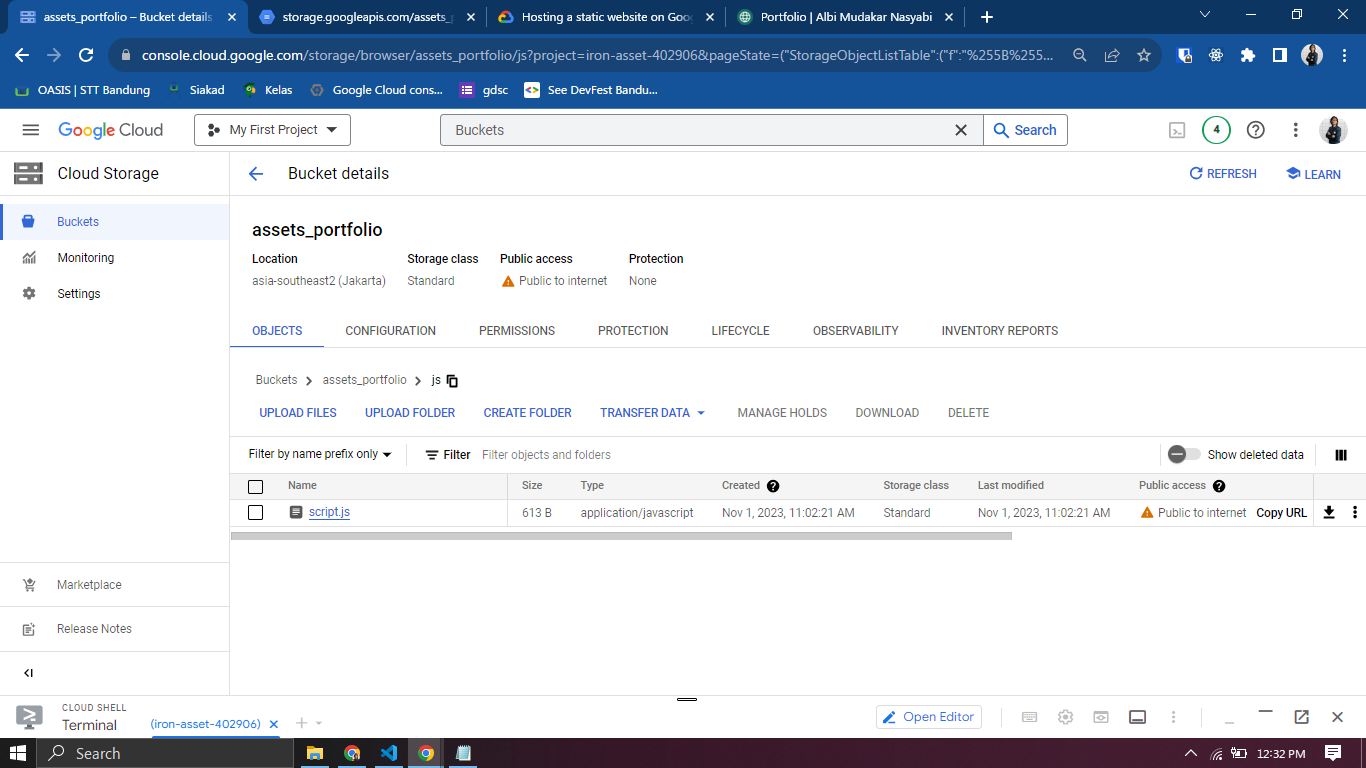 assets_portfolio – Bucket details
storage.googleapis.com/assets_p
Hosting a static website on Goo
Portfolio | Albi Mudakar Nasyabi
console.cloud.google.com/storage/browser/assets_portfolio/js?project=iron-asset-402906&pageState=("StorageObjectListTable":("f":"%255B%255...
OASIS | STT Bandung
Siakad
Kelas
Google Cloud cons...
gdsc
See DevFest Bandu...
Google Cloud
My First Project
Buckets
Search
4
Cloud Storage
Bucket details
REFRESH
LEARN
Buckets
Monitoring
Settings
assets_portfolio
Location Storage class Public access Protection
asia-southeast2 (Jakarta) Standard Public to internet None
OBJECTS CONFIGURATION PERMISSIONS PROTECTION LIFECYCLE OBSERVABILITY INVENTORY REPORTS
Buckets > assets_portfolio > js
UPLOAD FILES UPLOAD FOLDER CREATE FOLDER TRANSFER DATA MANAGE HOLDS DOWNLOAD DELETE
Filter by name prefix only Filter Filter objects and folders Show deleted data
Name Size Type Created Storage class Last modified Public access
script.js 613 B application/javascript Nov 1, 2023, 11:02:21 AM Standard Nov 1, 2023, 11:02:21 AM Public to internet Copy URL
Marketplace
Release Notes
CLOUD SHELL
Terminal
(iron-asset-402906)
Open Editor
Search
12:32 PM